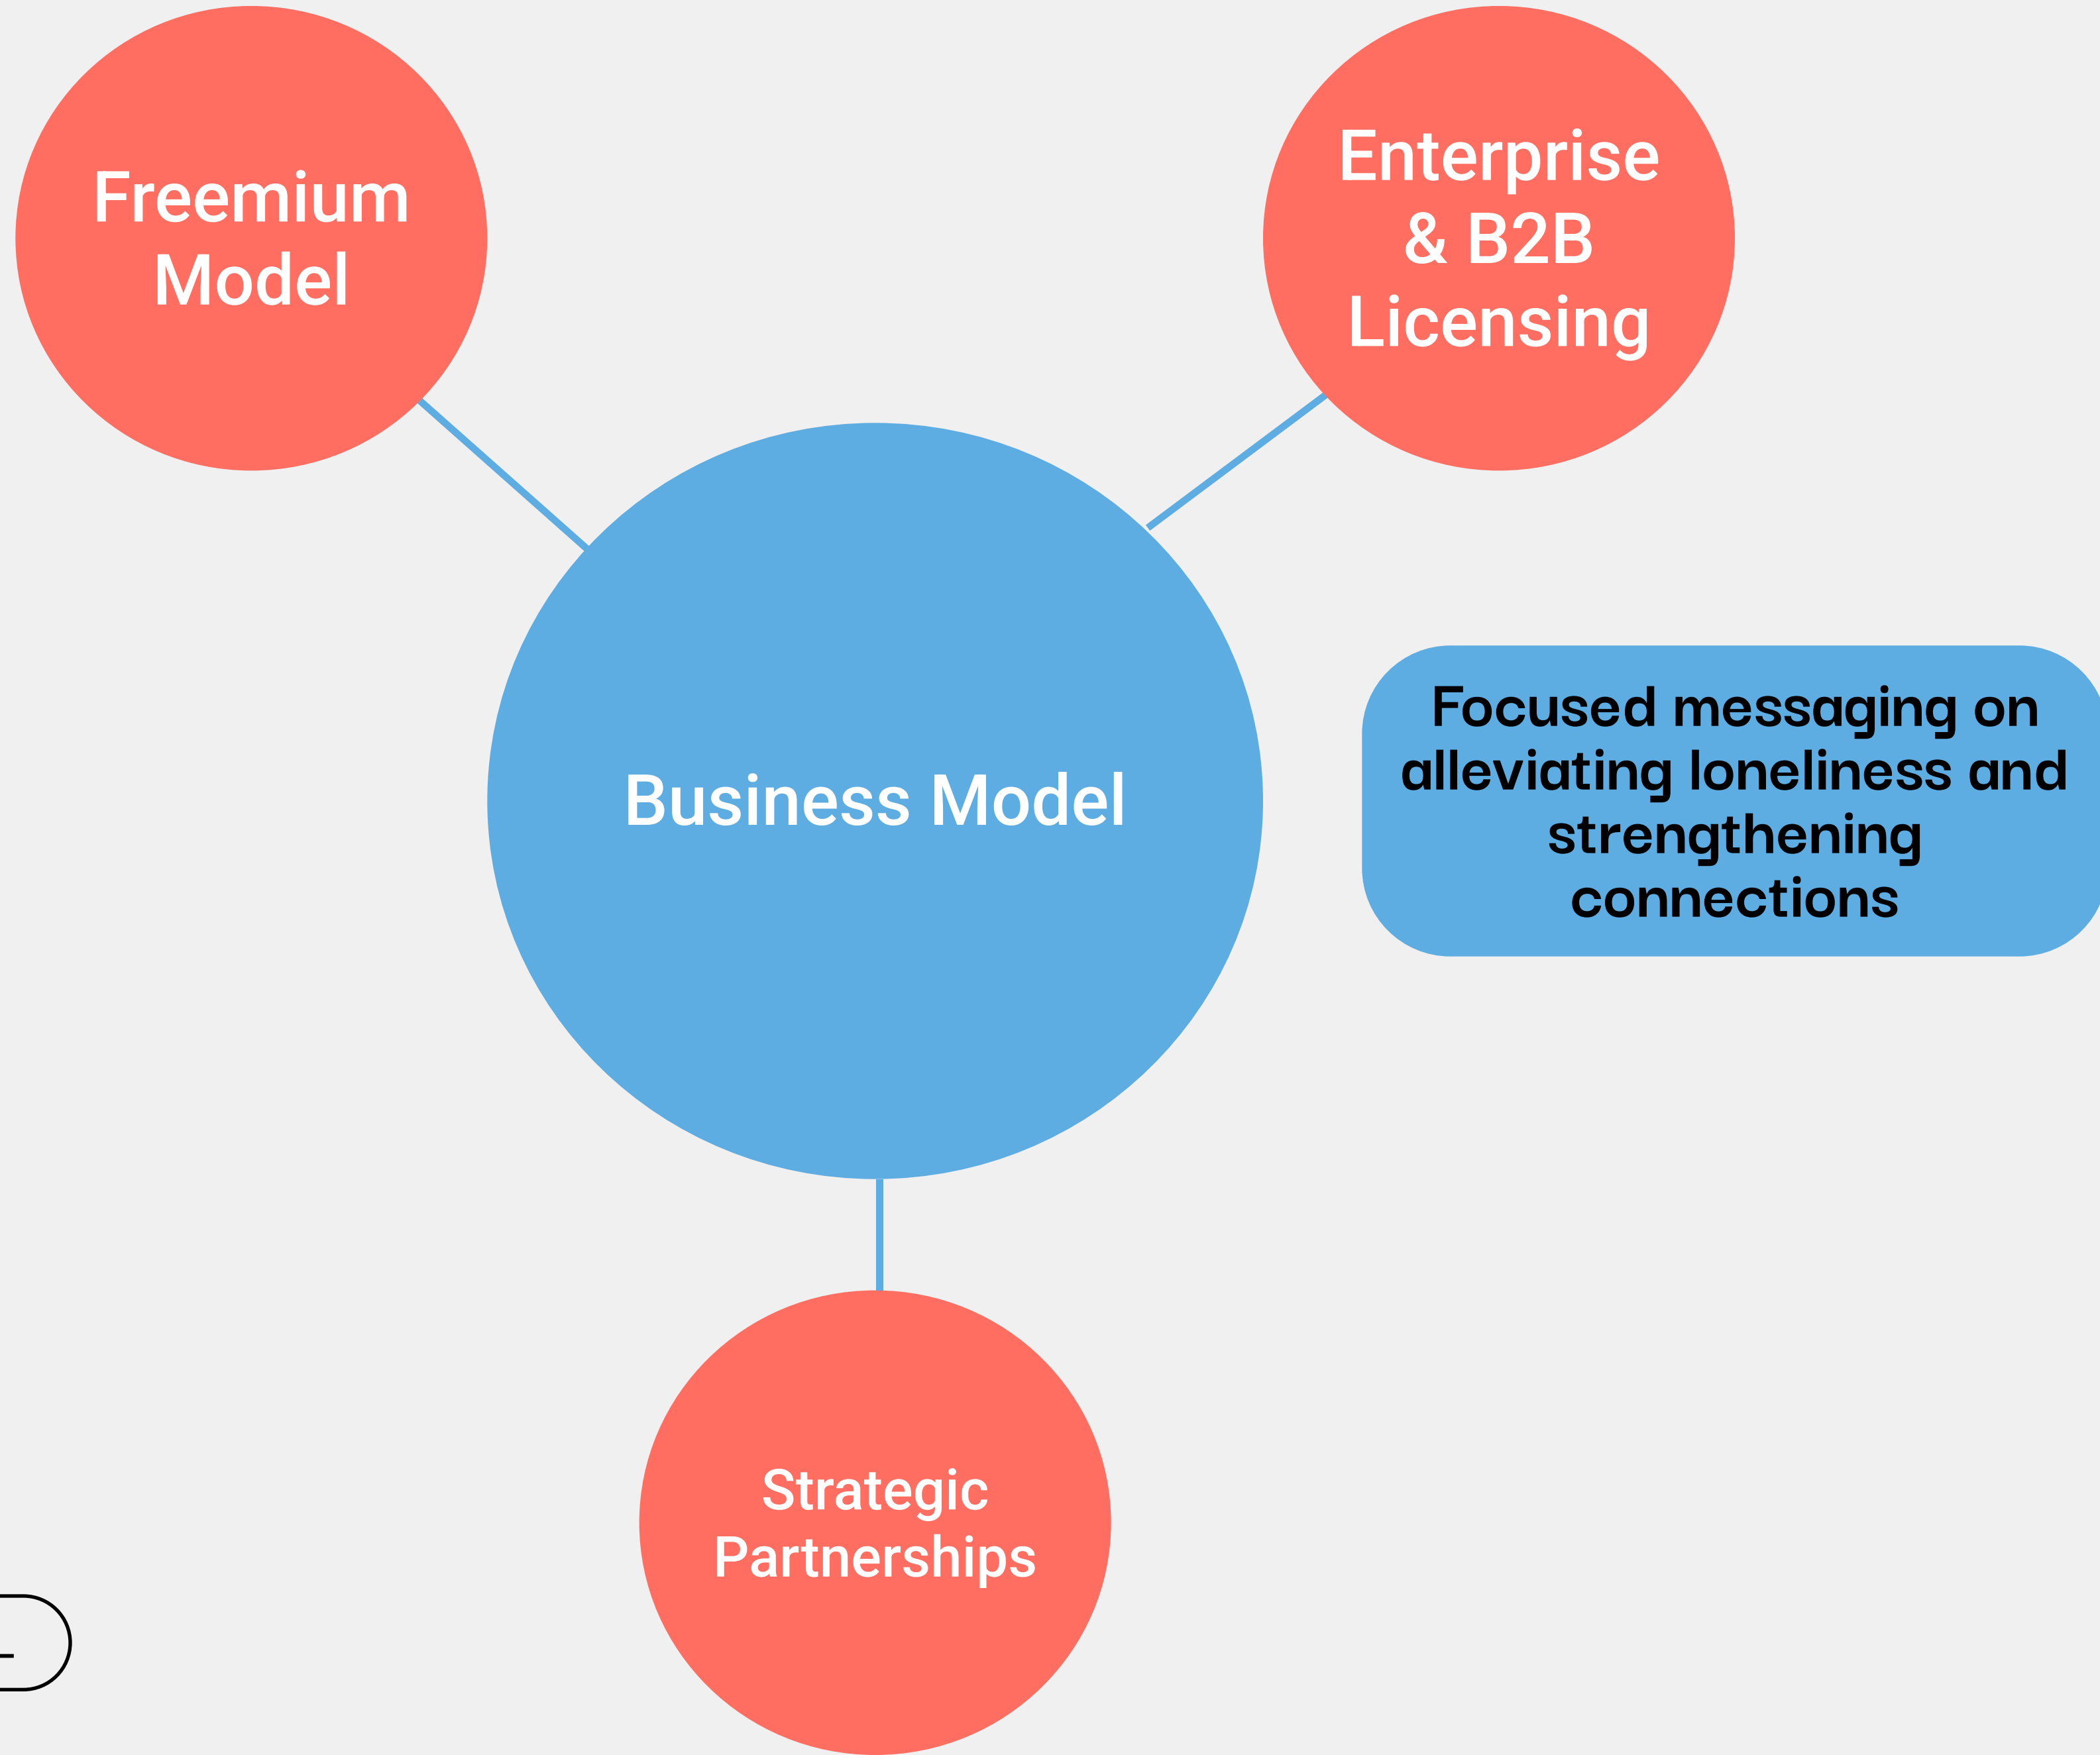 Freemium
Model
Enterprise
& B2B
Licensing
Business Model
Focused messaging on
alleviating loneliness and
strengthening
connections
Strategic
Partnerships